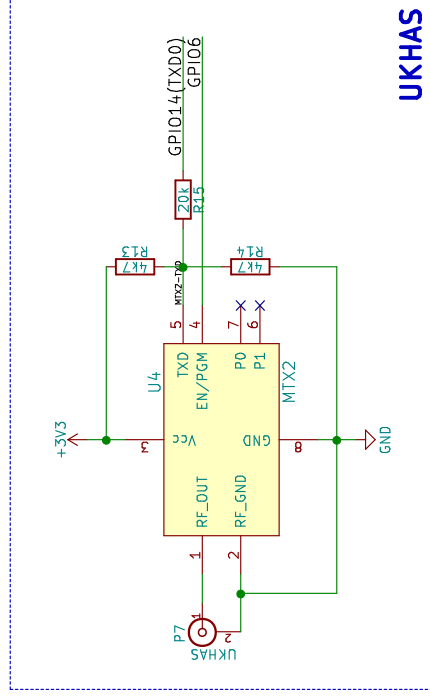 UKHAS
GPIO14(TXD0)
GPIO6
20k
R15
R13
4k7
R14
4k7
MTX2-TXD
5
4
7
6
U4
TXD
EN/PGM
P0
P1
MTX2
+3V3
3
Vcc
GND
8
GND
RF_OUT
RF_GND
1
2
P7
1
2
UKHAS